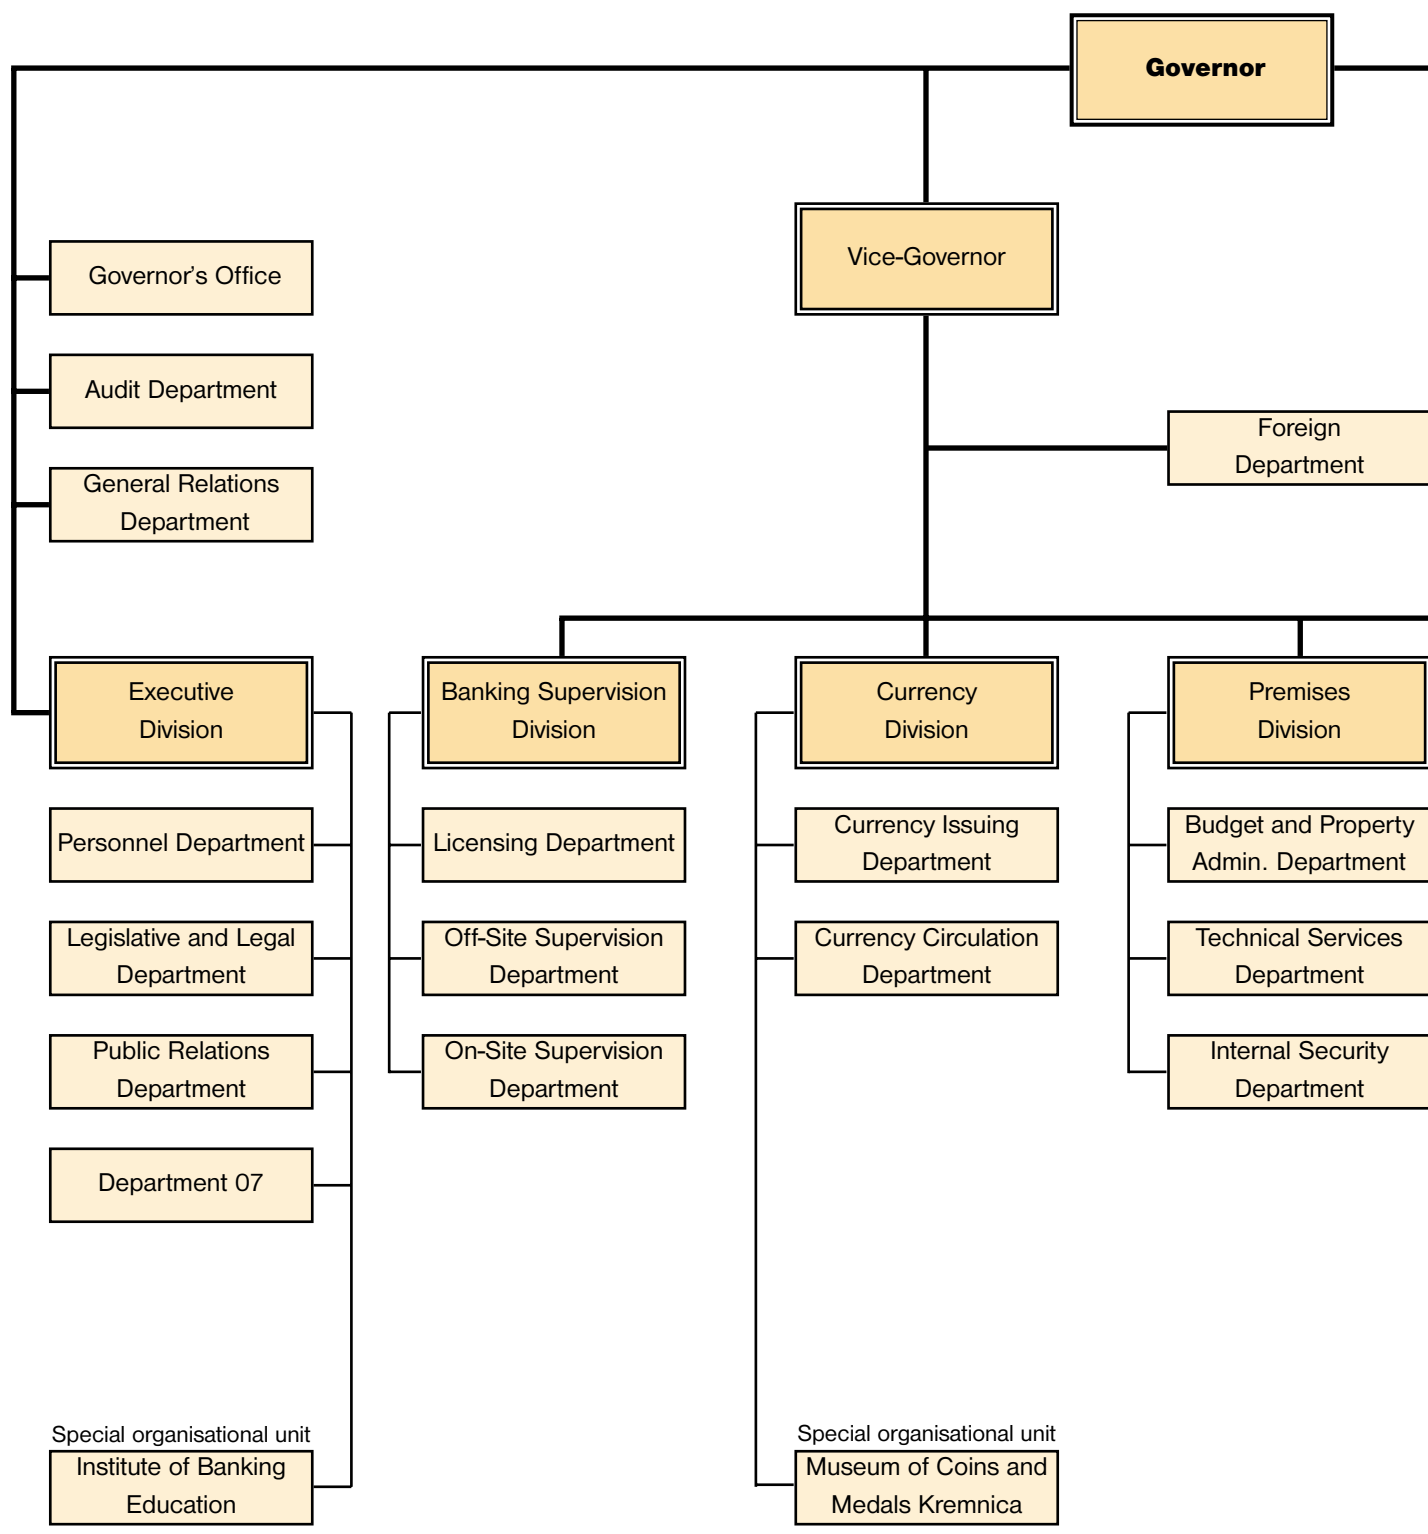 Governor
Vice-Governor
Governor’s Office
Audit Department
General Relations
Department
Foreign
Department
Executive
Division
Personnel Department
Legislative and Legal
Department
Public Relations
Department
Department 07
Special organisational unit
Institute of Banking
Education
Banking Supervision
Division
Licensing Department
Off-Site Supervision
Department
On-Site Supervision
Department
Currency
Division
Currency Issuing
Department
Currency Circulation
Department
Special organisational unit
Museum of Coins and
Medals Kremnica
Premises
Division
Budget and Property
Admin. Department
Technical Services
Department
Internal Security
Department